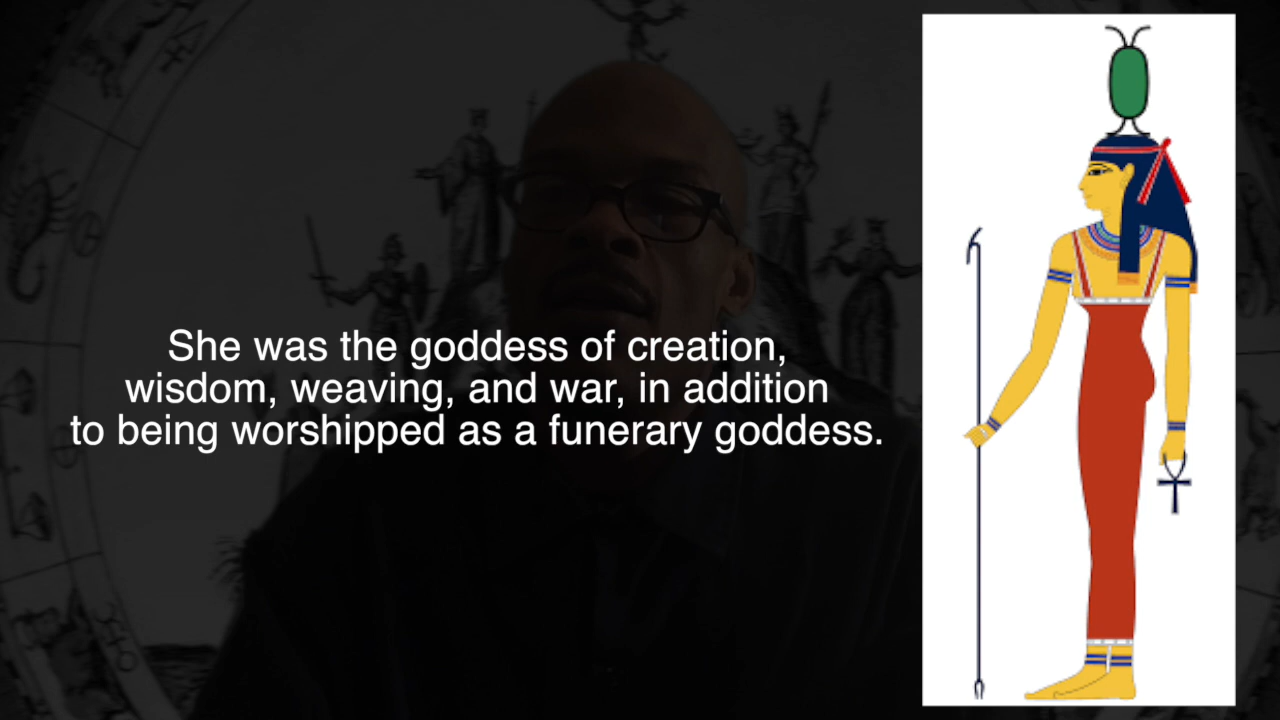 She was the goddess of creation,
wisdom, weaving, and war, in addition
to being worshipped as a funerary goddess.